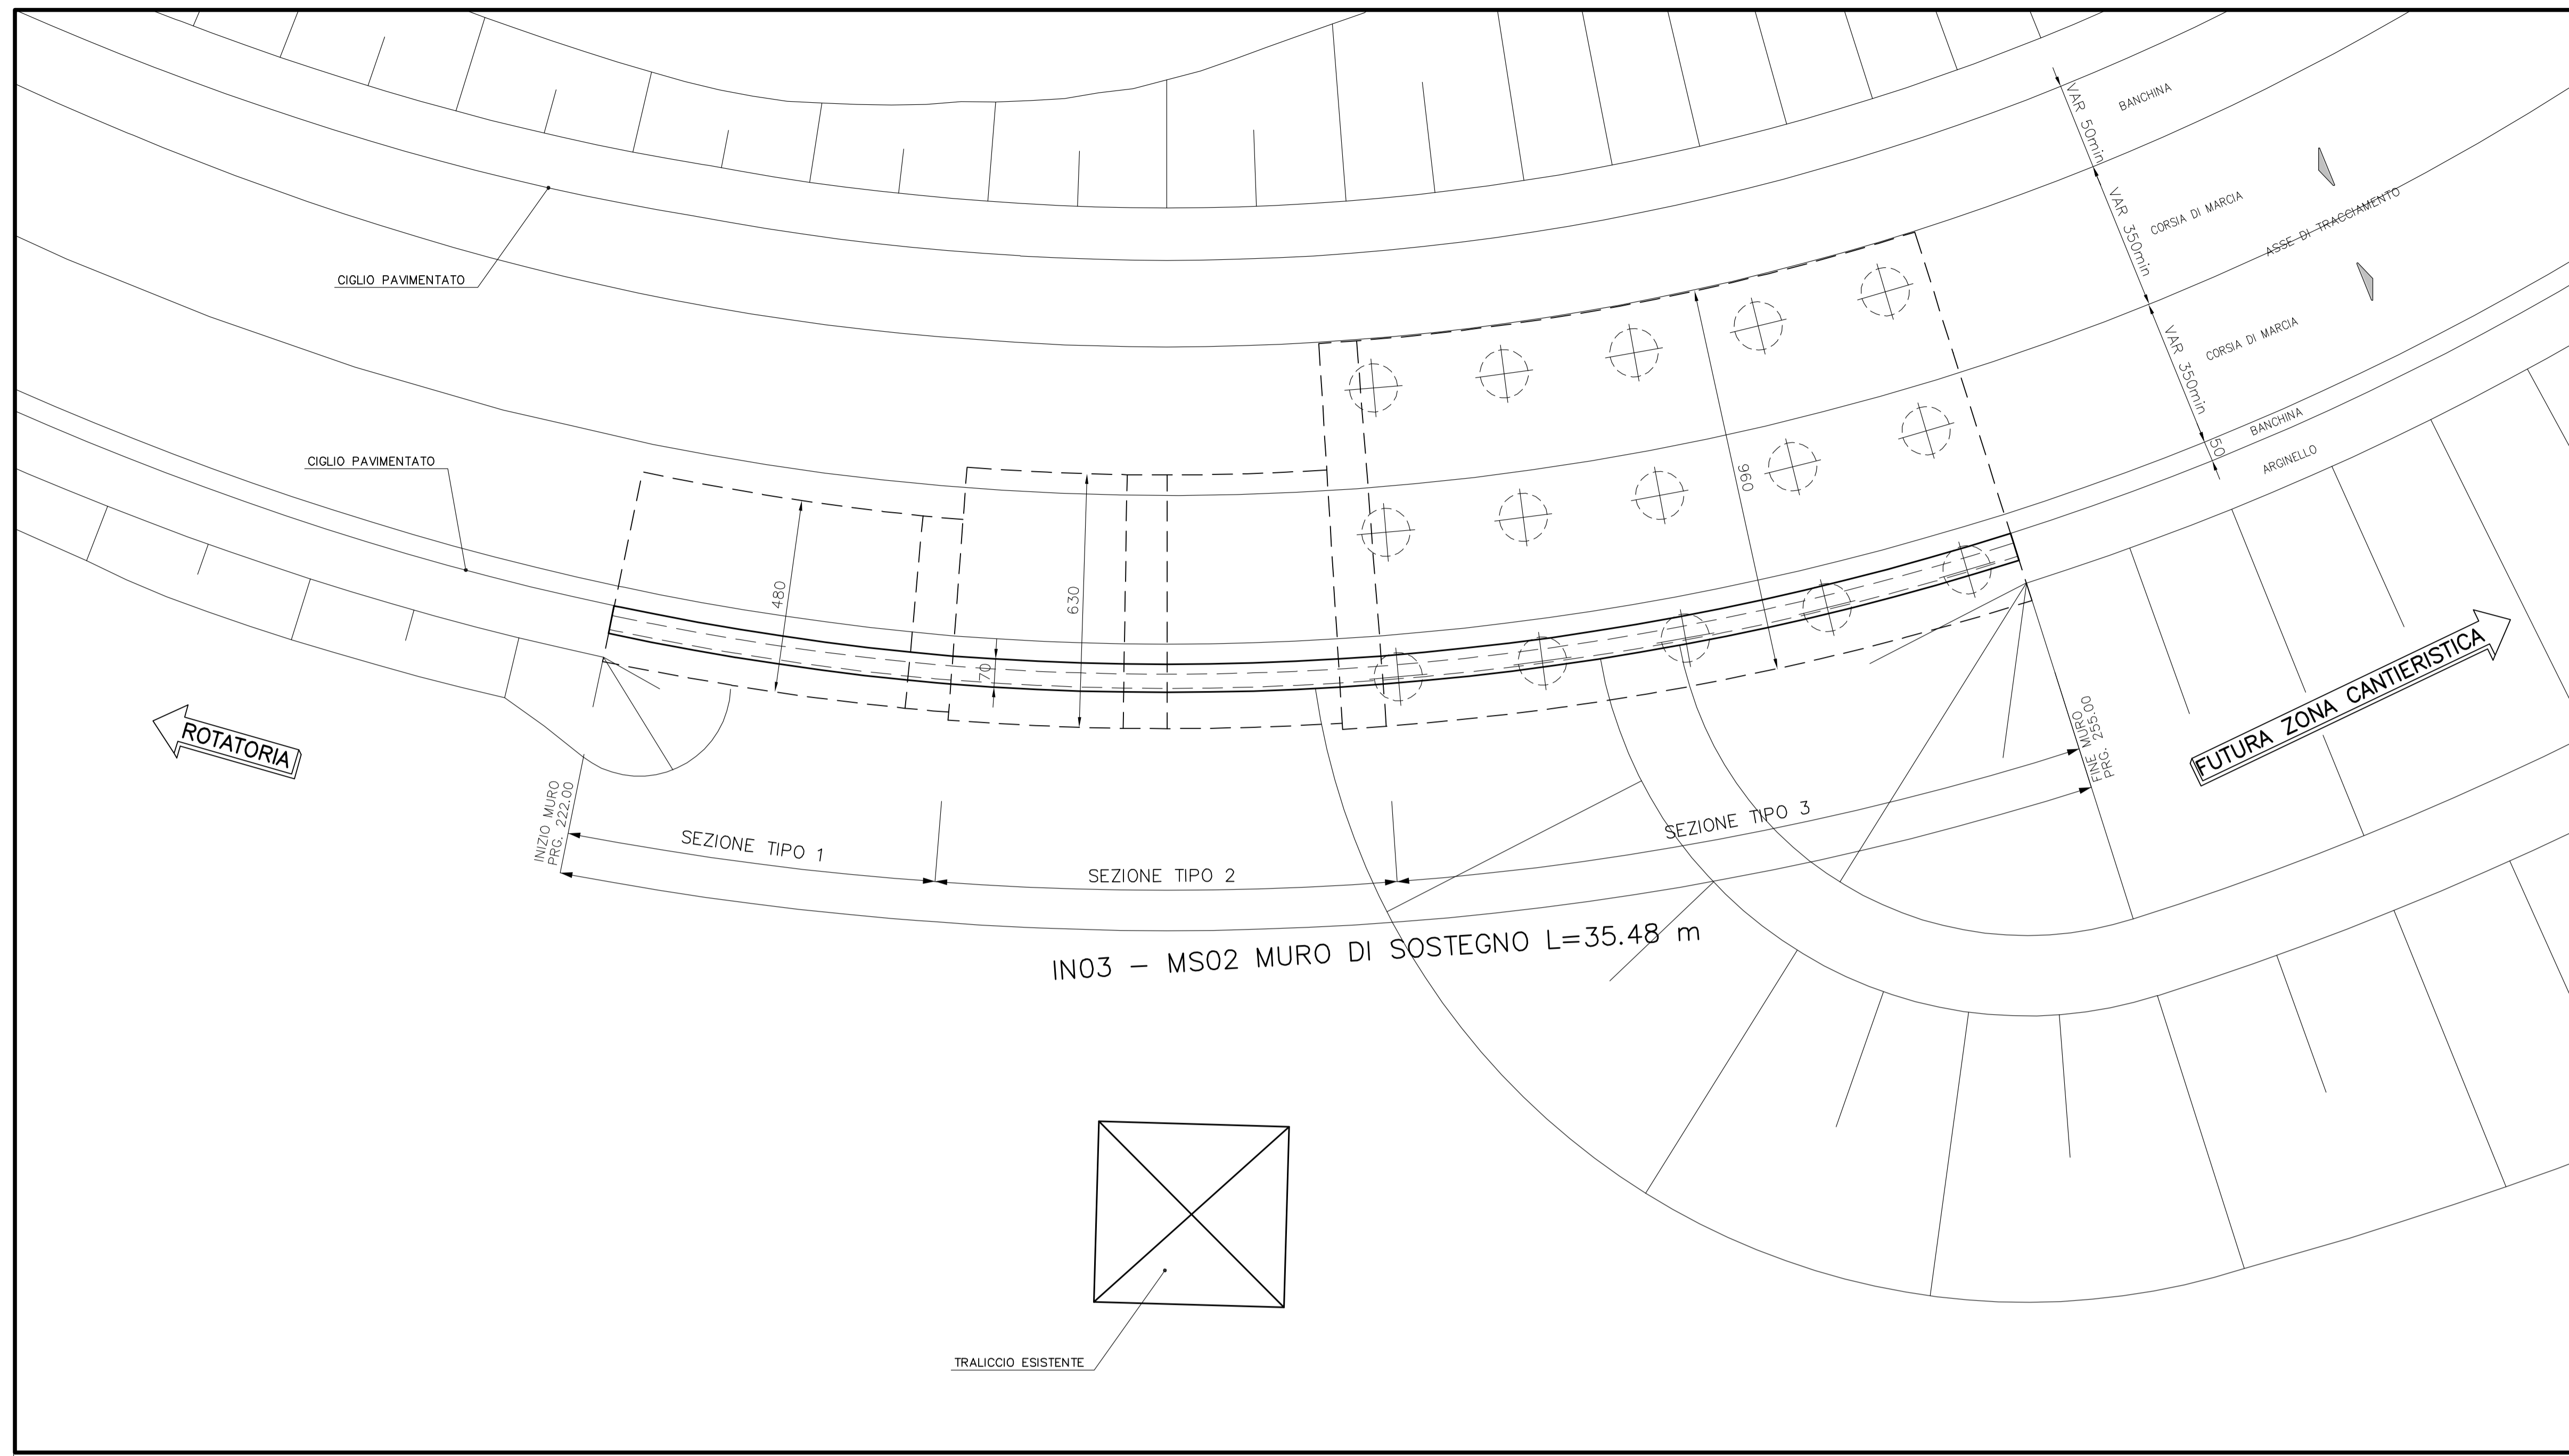 VAR 50min
BANCHINA
VAR 350min
CORSIA DI MARCIA
ASSE DI TRACCIAMENTO
CIGLIO PAVIMENTATO
VAR 350min
CORSIA DI MARCIA
CIGLIO PAVIMENTATO
50
BANCHINA
ARGINELLO
480
630
960
70
ROTATORIA
FUTURA ZONA CANTIERISTICA
INIZIO MURO
PRG. 222.00
FINE MURO
PRG. 255.00
SEZIONE TIPO 1
SEZIONE TIPO 2
SEZIONE TIPO 3
IN03 - MS02 MURO DI SOSTEGNO L=35.48 m
TRALICCIO ESISTENTE